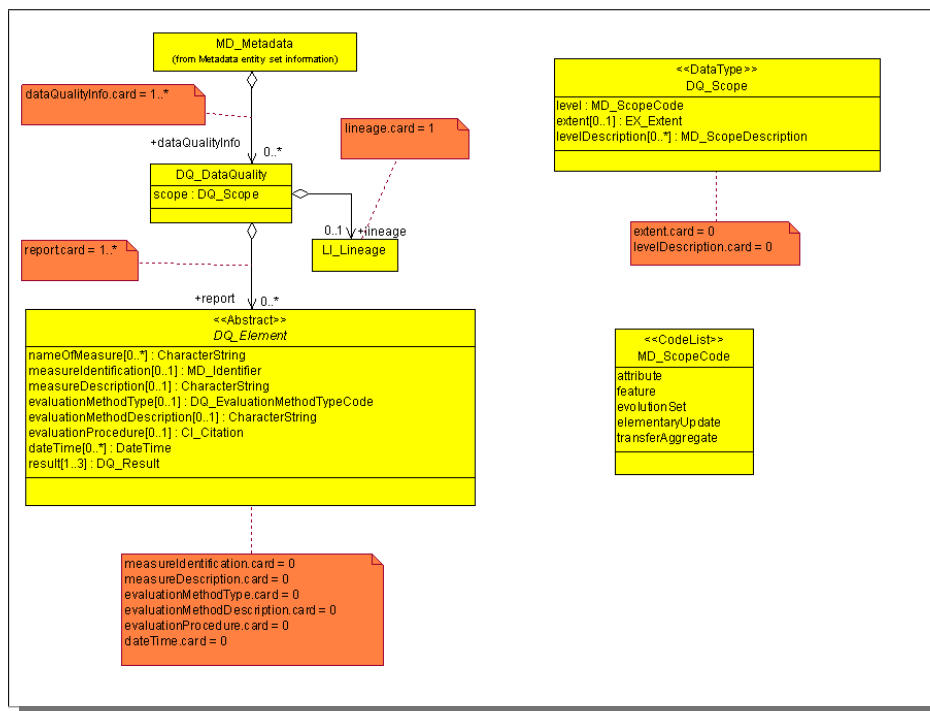 MD_Metadata
(from Metadata entity set information)
dataQualityInfo.card = 1..*
+dataQualityInfo
0..*
lineage.card = 1
DQ_DataQuality
scope : DQ_Scope
0..1
+lineage
LI_Lineage
report.card = 1..*
+report
0..*
<<Abstract>>
DQ_Element
nameOfMeasure[0..*] : CharacterString
measureIdentification[0..1] : MD_Identifier
measureDescription[0..1] : CharacterString
evaluationMethodType[0..1] : DQ_EvaluationMethodTypeCode
evaluationMethodDescription[0..1] : CharacterString
evaluationProcedure[0..1] : CI_Citation
dateTime[0..*] : DateTime
result[1..3] : DQ_Result
measureIdentification.card = 0
measureDescription.card = 0
evaluationMethodType.card = 0
evaluationMethodDescription.card = 0
evaluationProcedure.card = 0
dateTime.card = 0
<<DataType>>
DQ_Scope
level : MD_ScopeCode
extent[0..1] : EX_Extent
levelDescription[0..*] : MD_ScopeDescription
extent.card = 0
levelDescription.card = 0
<<CodeList>>
MD_ScopeCode
attribute
feature
evolutionSet
elementaryUpdate
transferAggregate